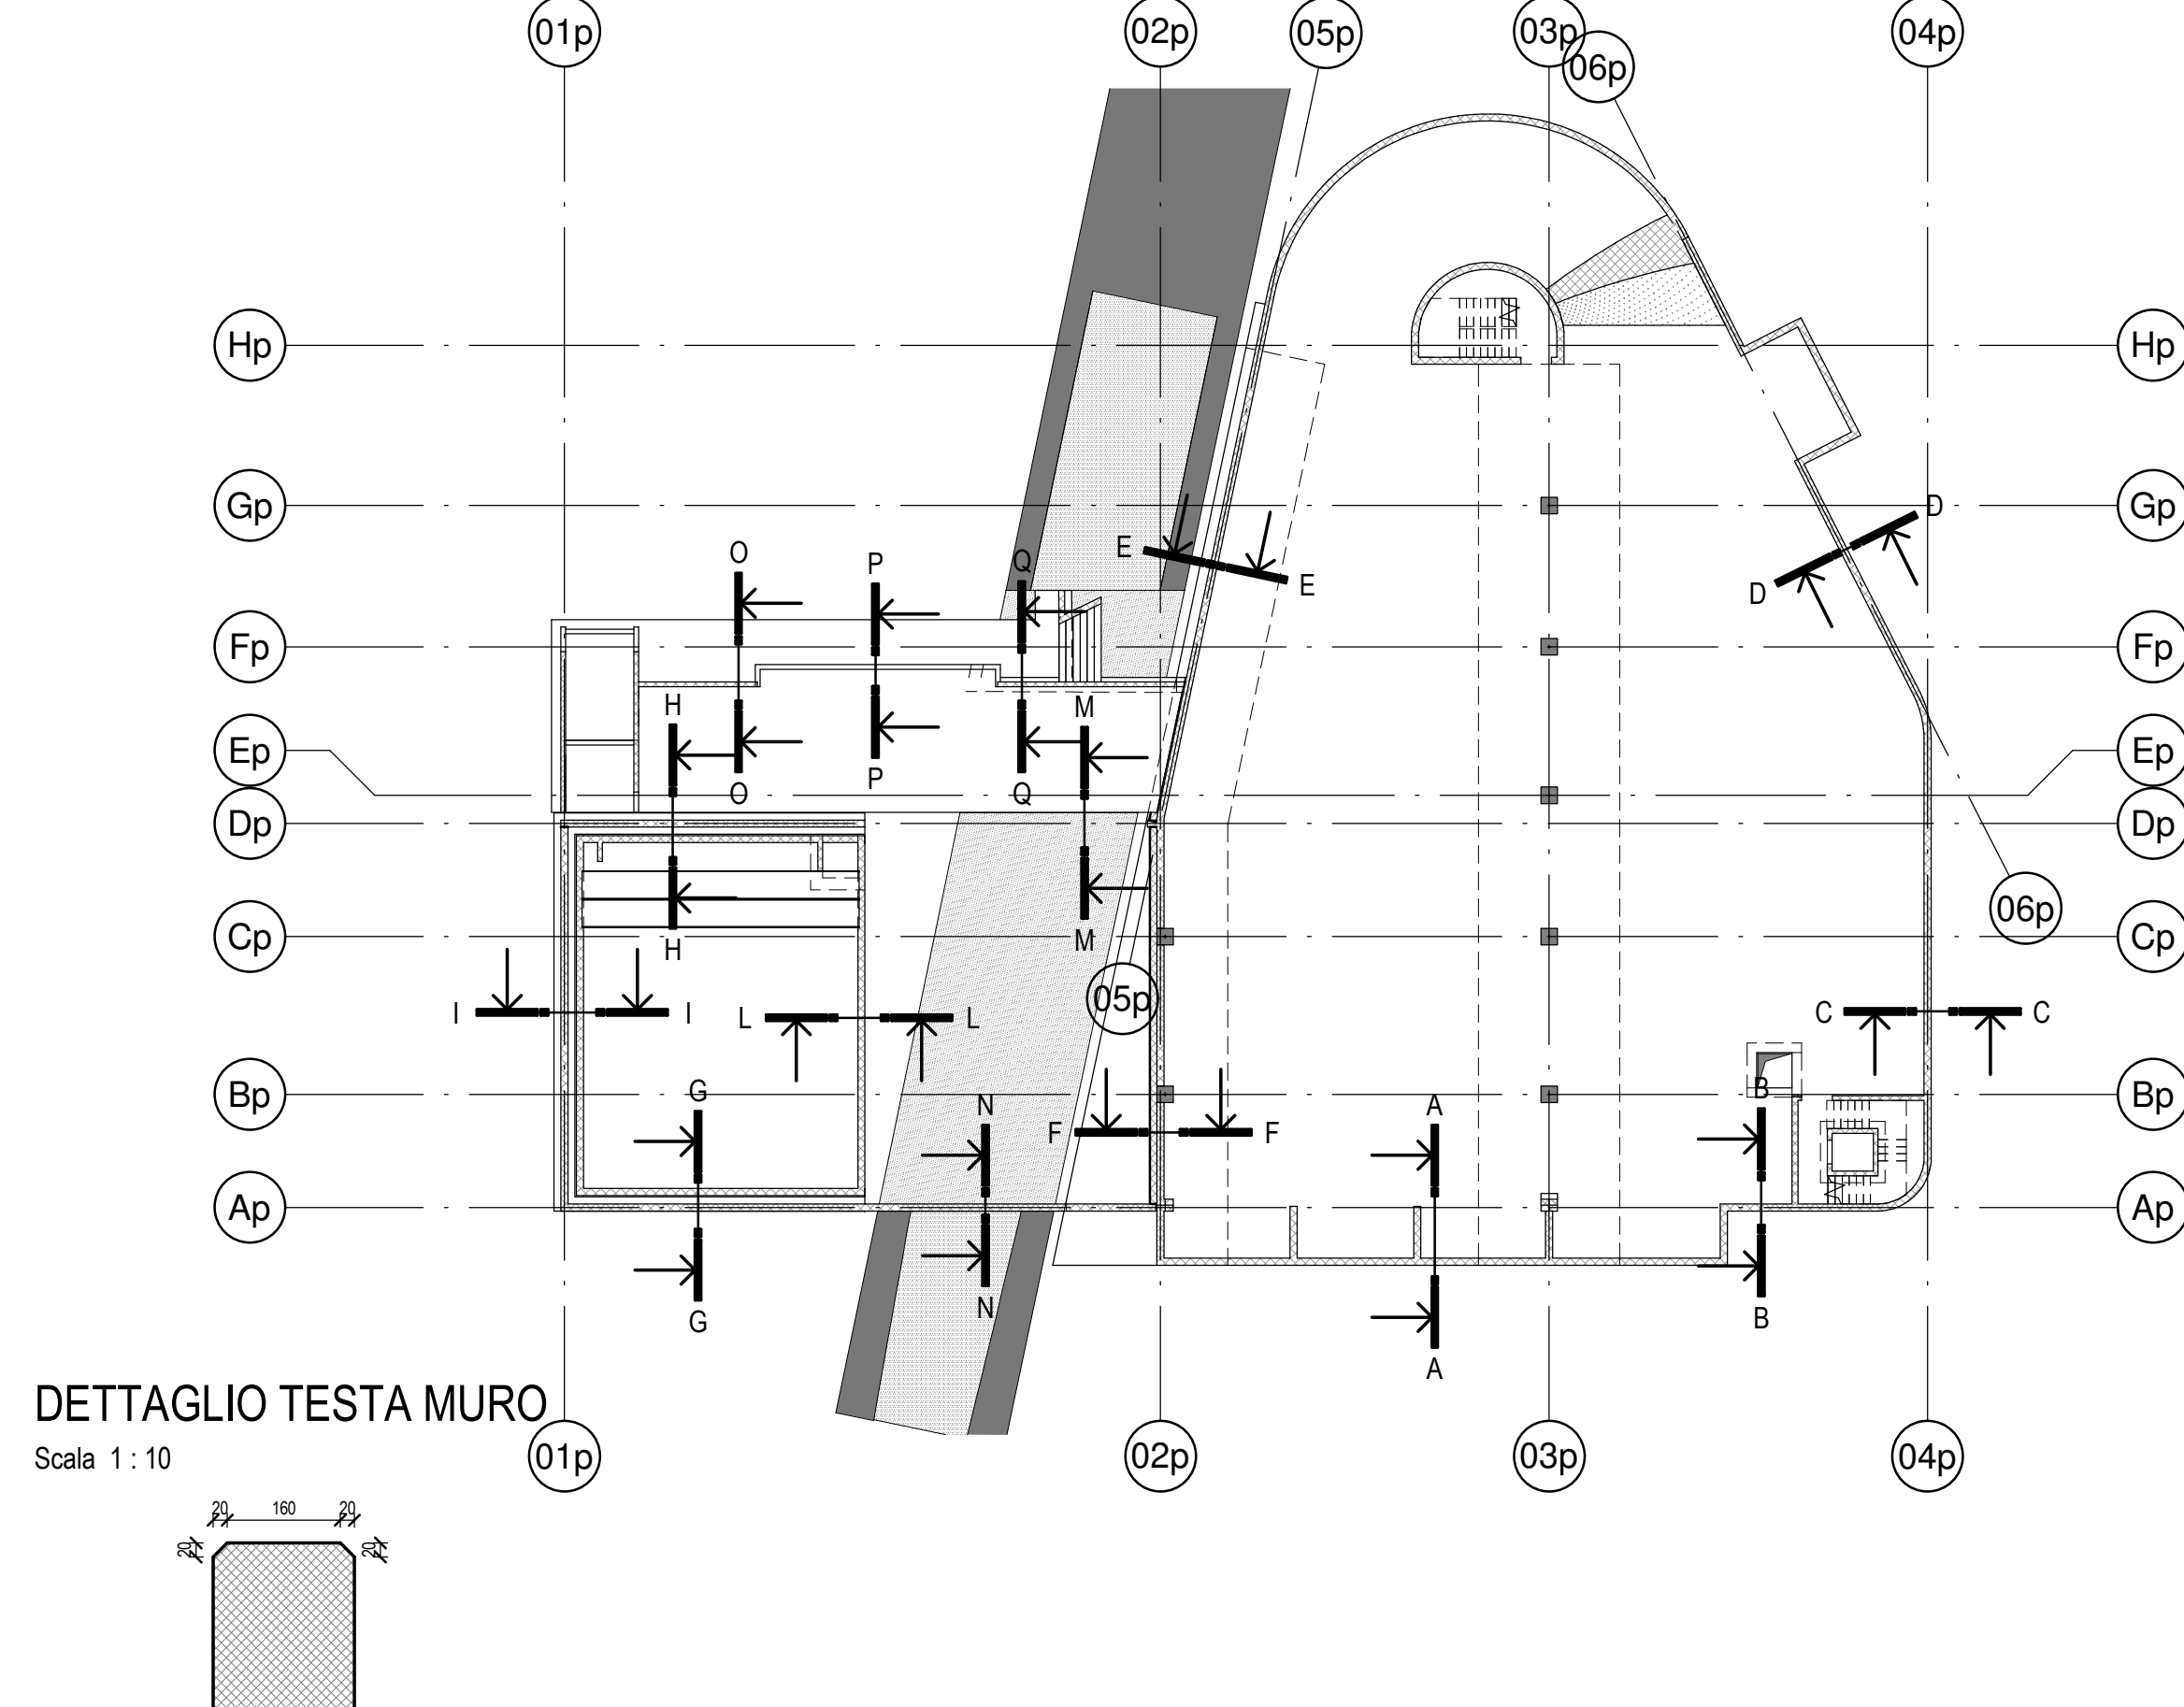 01p 02p 05p 03p 04p
06p
Hp Hp
Gp Gp
D
O
E
P Q
E
D
Fp Fp
H M
Ep Ep
P
O Q
Dp Dp
06p
Cp Cp
H M
05p
I I L L C C
Bp Bp
G B
N A
F F
Ap Ap
N
G B
A
DETTAGLIO TESTA MURO
Scala 1 : 10
01p 02p 03p 04p
20 160 20
20 20